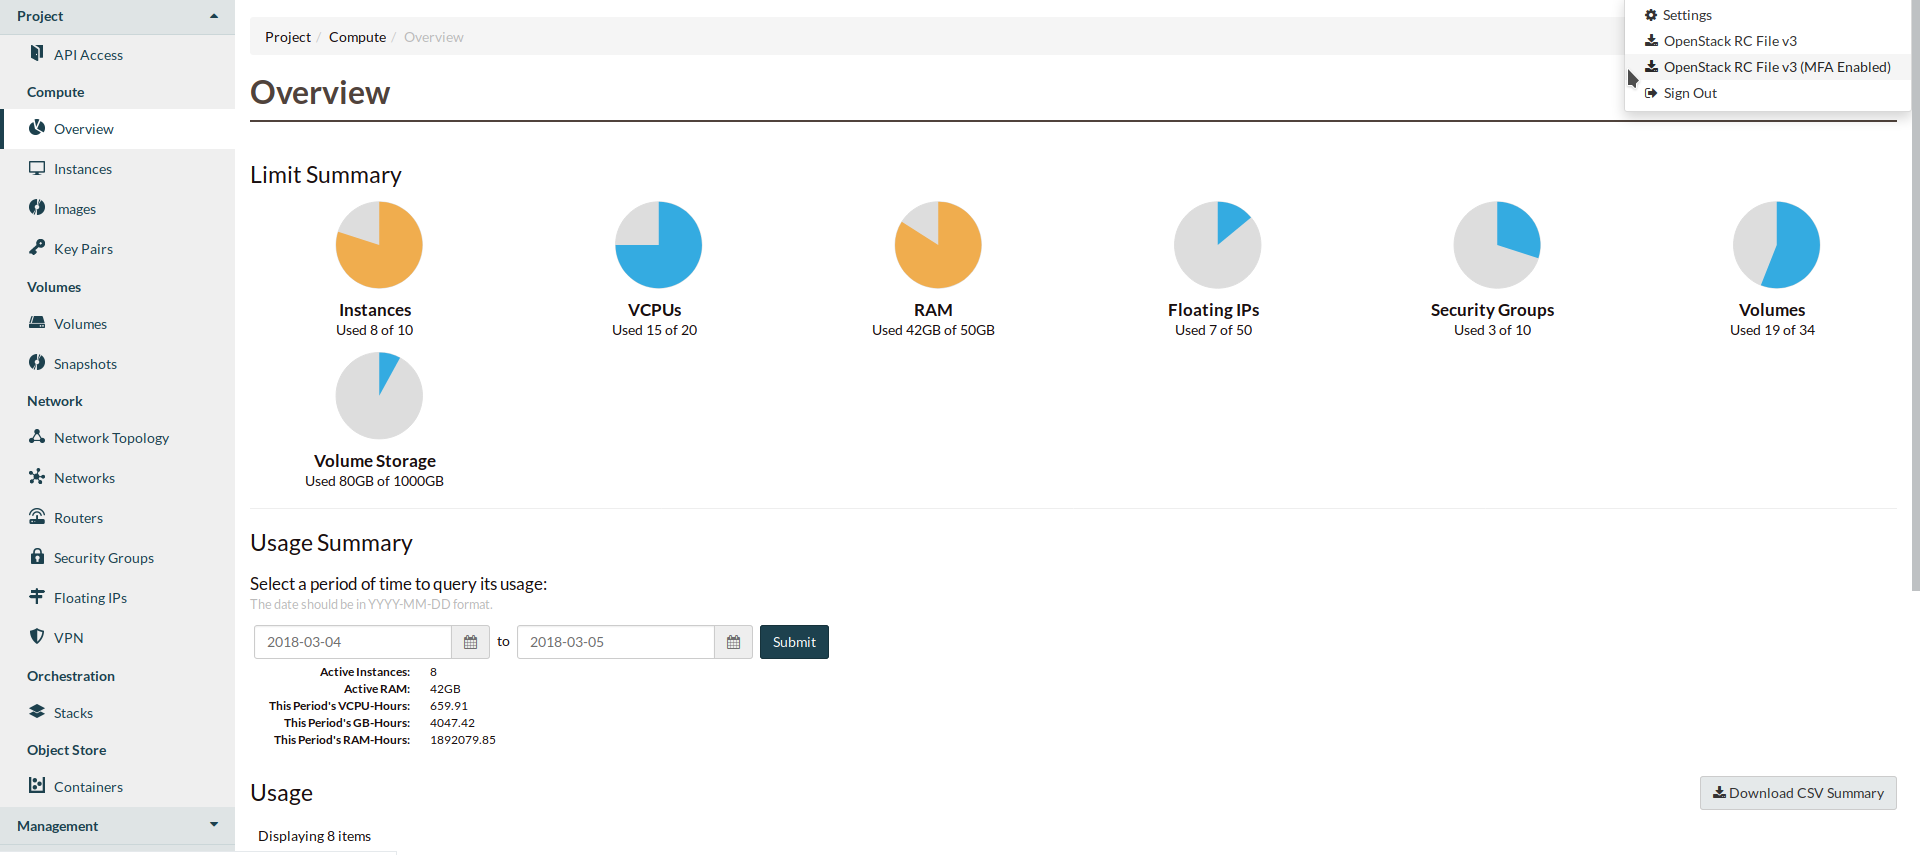 Project
API Access
Compute
Overview
Instances
Images
Key Pairs
Volumes
Volumes
Snapshots
Network
Network Topology
Networks
Routers
Security Groups
Floating IPs
VPN
Orchestration
Stacks
Object Store
Containers
Management
Project / Compute / Overview
Settings
OpenStack RC File v3
OpenStack RC File v3 (MFA Enabled)
Sign Out
Overview
Limit Summary
Instances
Used 8 of 10
VCPUs
Used 15 of 20
RAM
Used 42GB of 50GB
Floating IPs
Used 7 of 50
Security Groups
Used 3 of 10
Volumes
Used 19 of 34
Volume Storage
Used 80GB of 1000GB
Usage Summary
Select a period of time to query its usage:
The date should be in YYYY-MM-DD format.
2018-03-04 to 2018-03-05 Submit
Active Instances: 8
Active RAM: 42GB
This Period's VCPU-Hours: 659.91
This Period's GB-Hours: 4047.42
This Period's RAM-Hours: 1892079.85
Usage
Download CSV Summary
Displaying 8 items